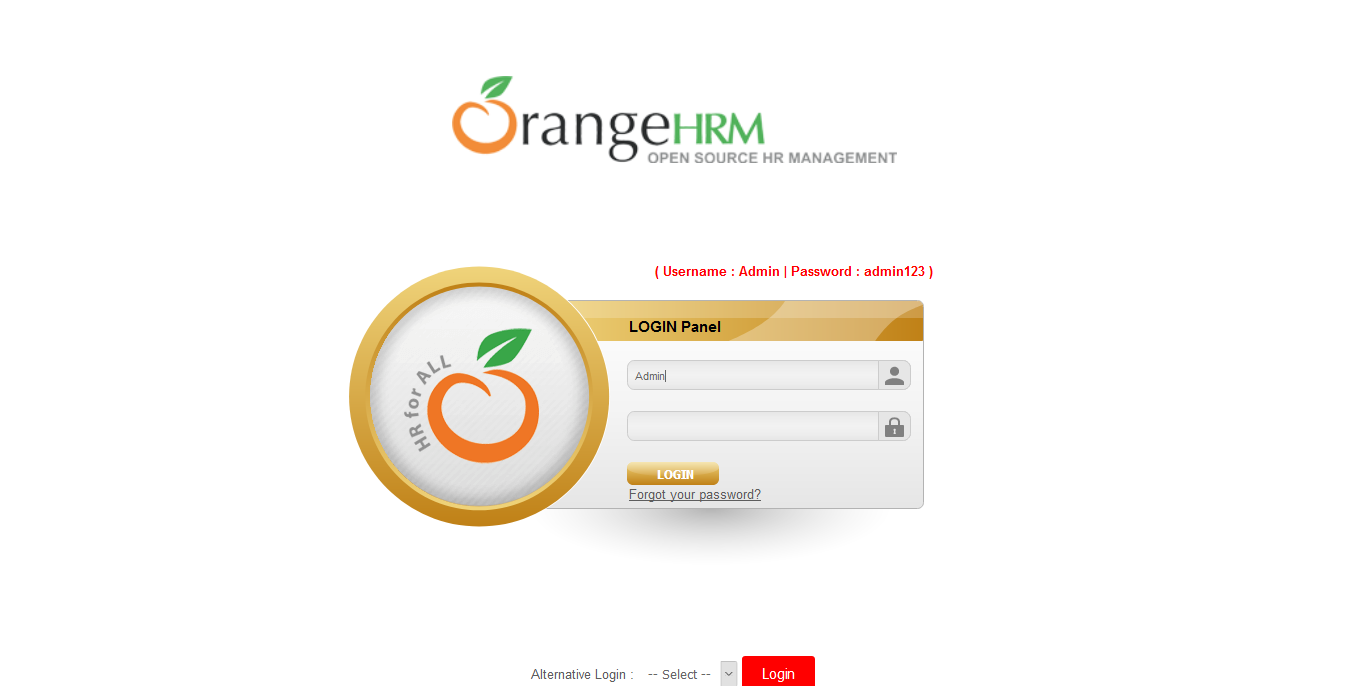 OrangeHRM
OPEN SOURCE HR MANAGEMENT
( Username : Admin | Password : admin123 )
HR for ALL
LOGIN Panel
Admin
LOGIN
Forgot your password?
Alternative Login : -- Select -- Login